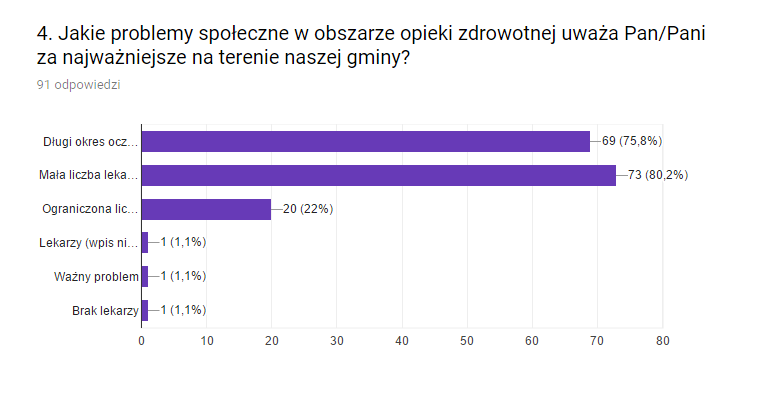 4. Jakie problemy społeczne w obszarze opieki zdrowotnej uważa Pan/Pani
za najważniejsze na terenie naszej gminy?
91 odpowiedzi
Długi okres ocz... 69 (75,8%)
Mała liczba leka... 73 (80,2%)
Ograniczona lic... 20 (22%)
Lekarzy (wpis ni... 1 (1,1%)
Ważny problem 1 (1,1%)
Brak lekarzy 1 (1,1%)
0 10 20 30 40 50 60 70 80